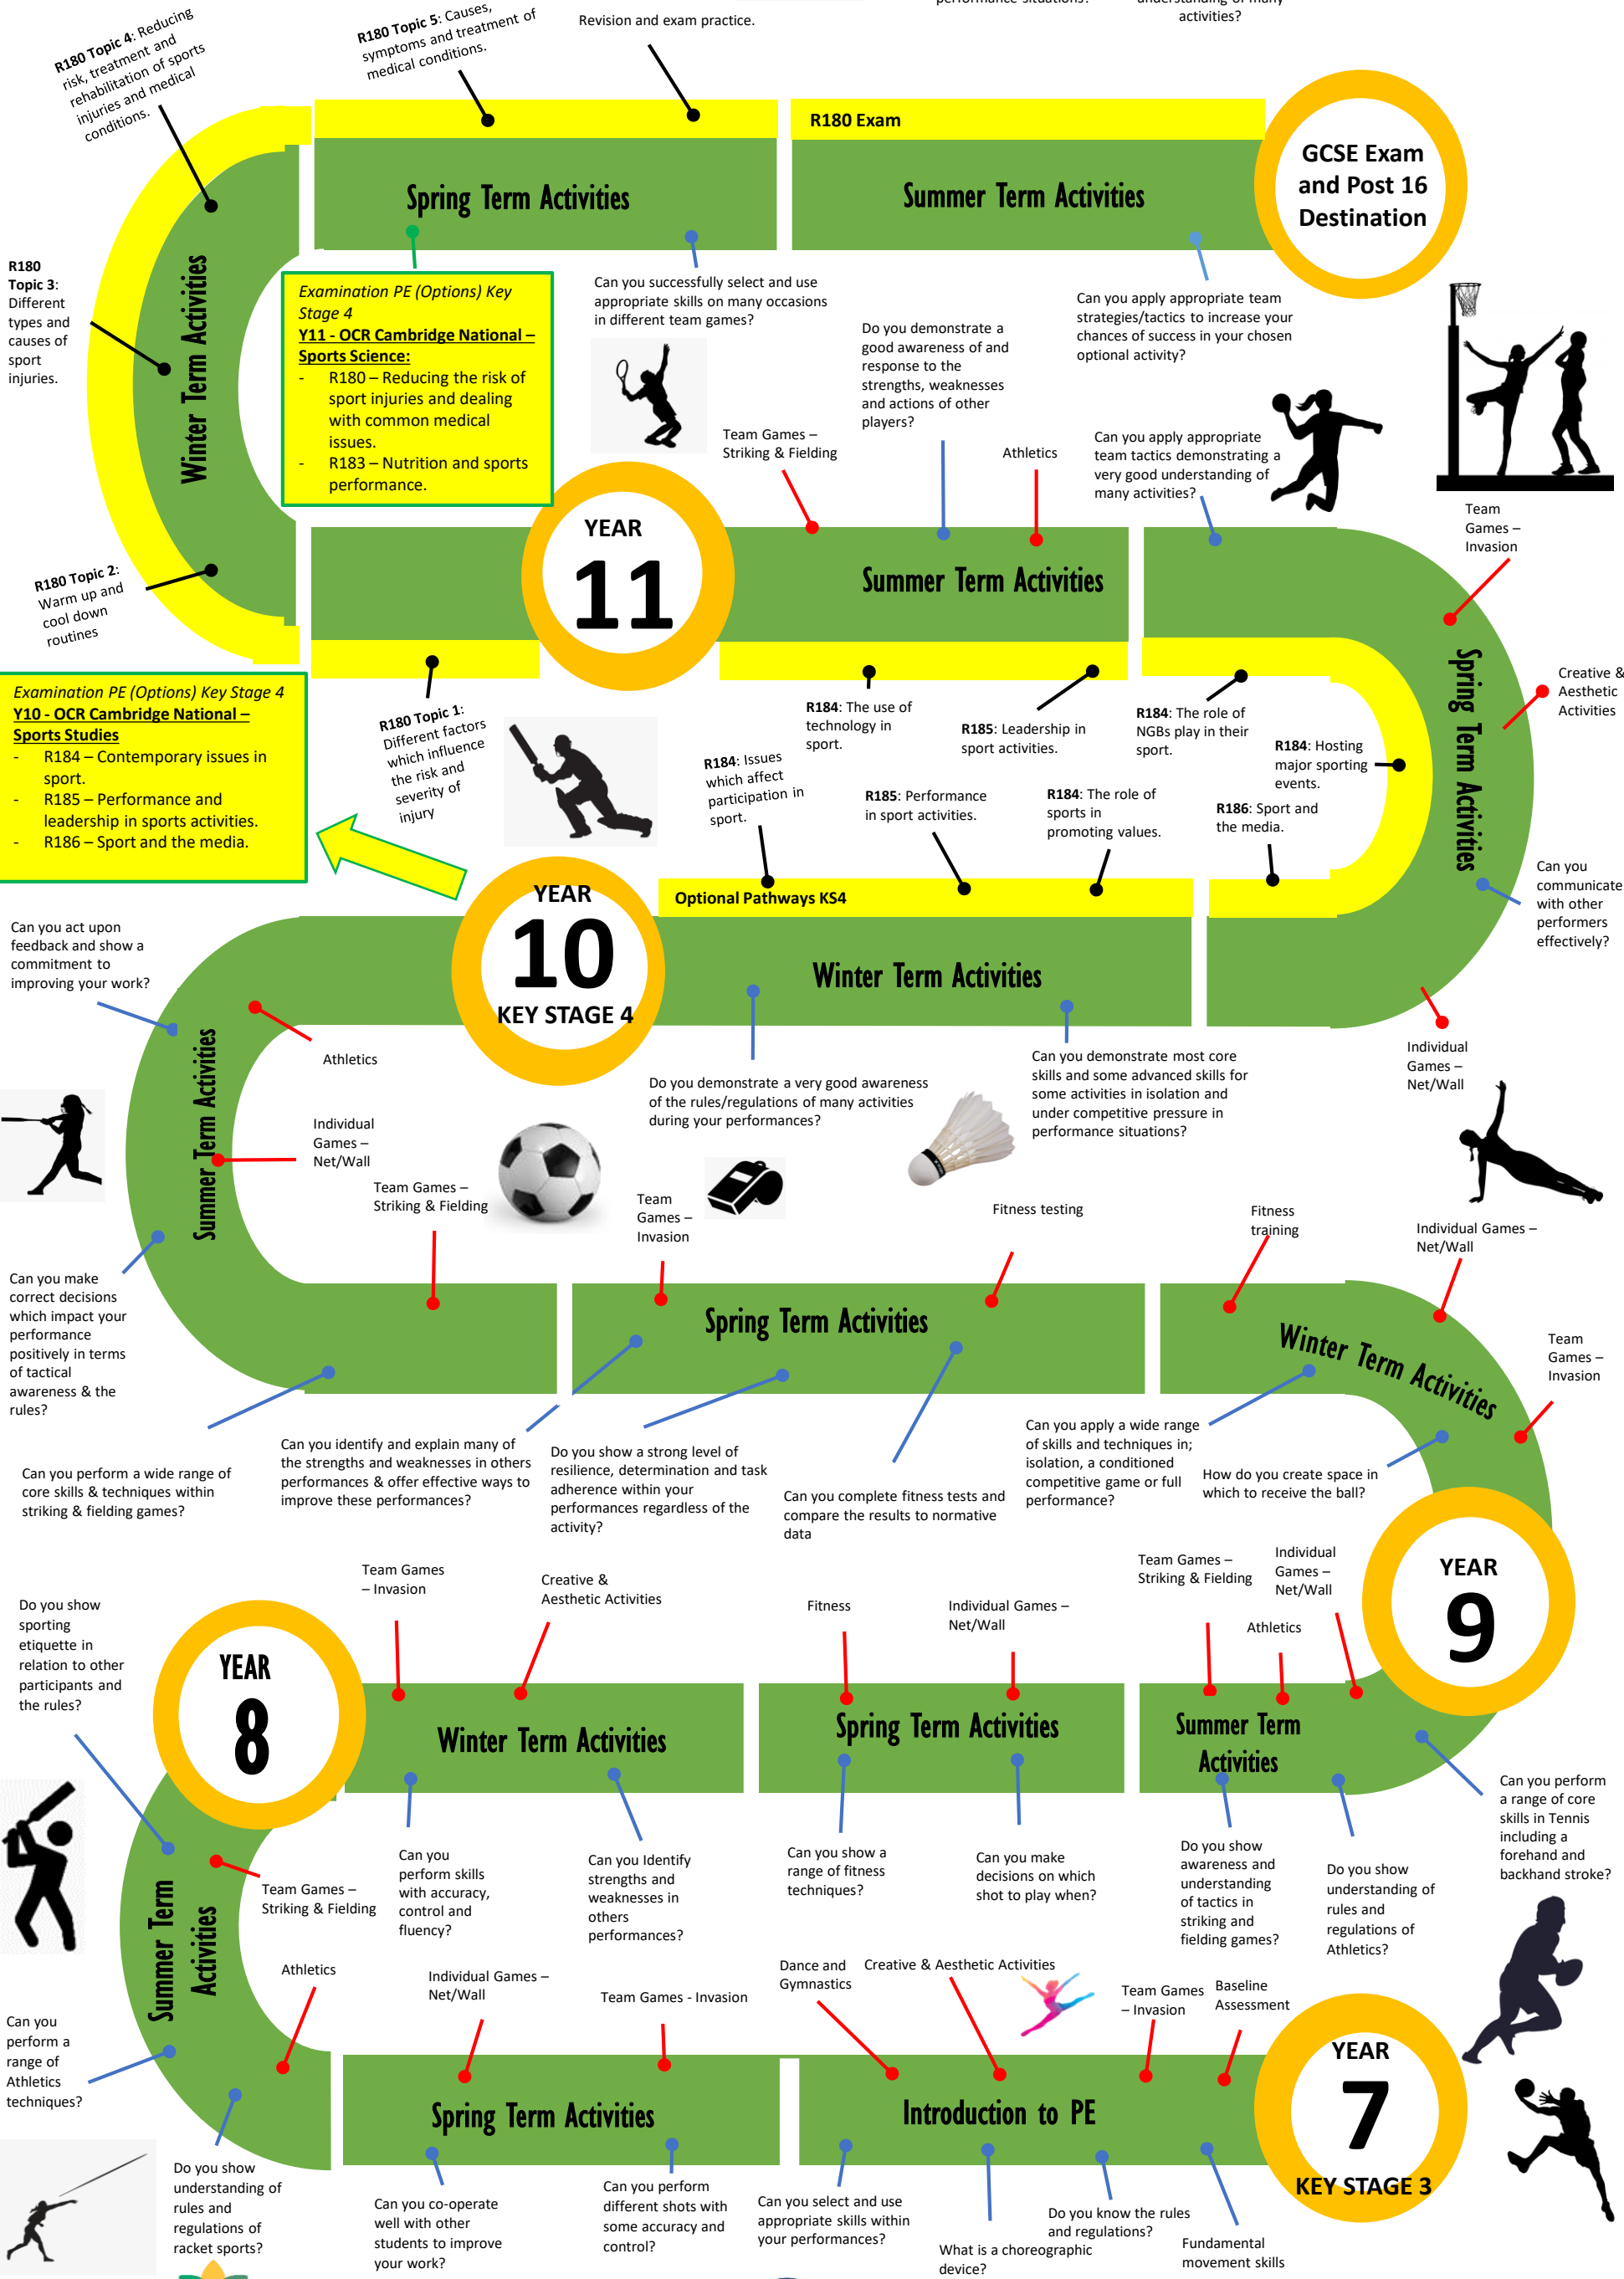 performance situations?
understanding of many
activities?
R180 Topic 4: Reducing
risk, treatment and
rehabilitation of sports
injuries and medical
conditions.
R180 Topic 5: Causes,
symptoms and treatment of
medical conditions.
Revision and exam practice.
R180 Exam
GCSE Exam
and Post 16
Destination
Spring Term Activities
Summer Term Activities
Winter Term Activities
R180
Topic 3:
Different
types and
causes of
sport
injuries.
Examination PE (Options) Key
Stage 4
Y11 - OCR Cambridge National –
Sports Science:
- R180 – Reducing the risk of
sport injuries and dealing
with common medical
issues.
- R183 – Nutrition and sports
performance.
Can you successfully select and use
appropriate skills on many occasions
in different team games?
Do you demonstrate a
good awareness of and
response to the
strengths, weaknesses
and actions of other
players?
Can you apply appropriate team
strategies/tactics to increase your
chances of success in your chosen
optional activity?
Team Games –
Striking & Fielding
Athletics
Can you apply appropriate
team tactics demonstrating a
very good understanding of
many activities?
Team
Games –
Invasion
R180 Topic 2:
Warm up and
cool down
routines
YEAR
11
Summer Term Activities
Spring Term Activities
Creative &
Aesthetic
Activities
Examination PE (Options) Key Stage 4
Y10 - OCR Cambridge National –
Sports Studies
- R184 – Contemporary issues in
sport.
- R185 – Performance and
leadership in sports activities.
- R186 – Sport and the media.
R180 Topic 1:
Different factors
which influence
the risk and
severity of
injury
R184: Issues
which affect
participation in
sport.
R184: The use of
technology in
sport.
R185: Leadership in
sport activities.
R184: The role of
NGBs play in their
sport.
R184: Hosting
major sporting
events.
R185: Performance
in sport activities.
R184: The role of
sports in
promoting values.
R186: Sport and
the media.
Can you
communicate
with other
performers
effectively?
YEAR
10
KEY STAGE 4
Optional Pathways KS4
Winter Term Activities
Can you act upon
feedback and show a
commitment to
improving your work?
Athletics
Summer Term Activities
Individual
Games –
Net/Wall
Team Games –
Striking & Fielding
Do you demonstrate a very good awareness
of the rules/regulations of many activities
during your performances?
Can you demonstrate most core
skills and some advanced skills for
some activities in isolation and
under competitive pressure in
performance situations?
Individual
Games –
Net/Wall
Team
Games –
Invasion
Fitness testing
Fitness
training
Individual Games –
Net/Wall
Can you make
correct decisions
which impact your
performance
positively in terms
of tactical
awareness & the
rules?
Spring Term Activities
Winter Term Activities
Team
Games –
Invasion
Can you perform a wide range of
core skills & techniques within
striking & fielding games?
Can you identify and explain many of
the strengths and weaknesses in others
performances & offer effective ways to
improve these performances?
Do you show a strong level of
resilience, determination and task
adherence within your
performances regardless of the
activity?
Can you complete fitness tests and
compare the results to normative
data
Can you apply a wide range
of skills and techniques in;
isolation, a conditioned
competitive game or full
performance?
How do you create space in
which to receive the ball?
YEAR
9
Do you show
sporting
etiquette in
relation to other
participants and
the rules?
YEAR
8
Team Games
– Invasion
Creative &
Aesthetic Activities
Fitness
Individual Games –
Net/Wall
Team Games –
Striking & Fielding
Athletics
Individual
Games –
Net/Wall
Winter Term Activities
Spring Term Activities
Summer Term
Activities
Can you
perform skills
with accuracy,
control and
fluency?
Can you Identify
strengths and
weaknesses in
others
performances?
Can you show a
range of fitness
techniques?
Can you make
decisions on which
shot to play when?
Do you show
awareness and
understanding
of tactics in
striking and
fielding games?
Do you show
understanding of
rules and
regulations of
Athletics?
Can you perform
a range of core
skills in Tennis
including a
forehand and
backhand stroke?
Summer Term
Activities
Team Games –
Striking & Fielding
Athletics
Can you
perform a
range of
Athletics
techniques?
Individual Games –
Net/Wall
Team Games - Invasion
Dance and
Gymnastics
Creative & Aesthetic Activities
Team Games
– Invasion
Baseline
Assessment
YEAR
7
KEY STAGE 3
Spring Term Activities
Introduction to PE
Do you show
understanding of
rules and
regulations of
racket sports?
Can you co-operate
well with other
students to improve
your work?
Can you perform
different shots with
some accuracy and
control?
Can you select and use
appropriate skills within
your performances?
What is a choreographic
device?
Do you know the rules
and regulations?
Fundamental
movement skills